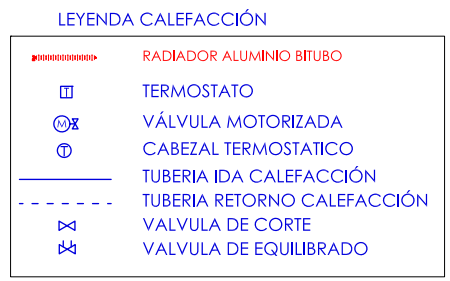 LEYENDA CALEFACCIÓN
RADIADOR ALUMINIO BITUBO
T TERMOSTATO
M VÁLVULA MOTORIZADA
T CABEZAL TERMOSTATICO
TUBERIA IDA CALEFACCIÓN
TUBERIA RETORNO CALEFACCIÓN
VALVULA DE CORTE
VALVULA DE EQUILIBRADO